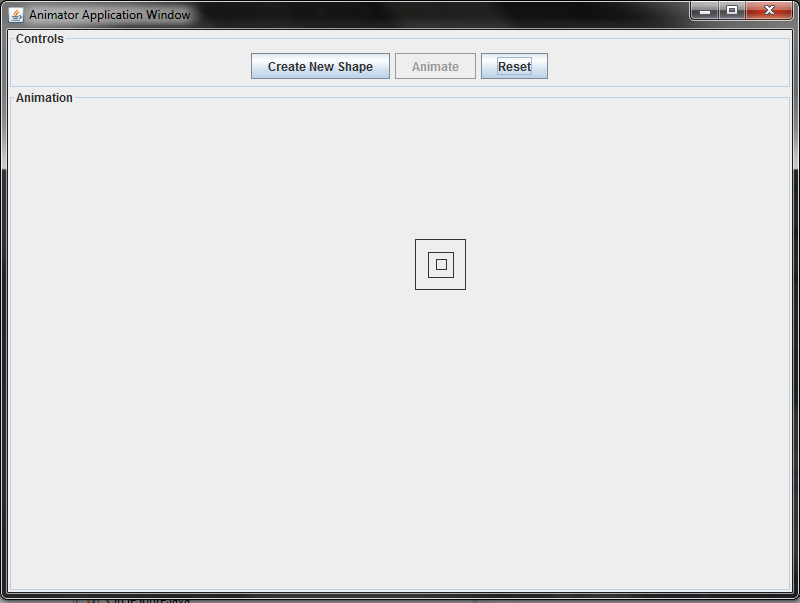 Animator Application Window
Controls
Create New Shape Animate Reset
Animation